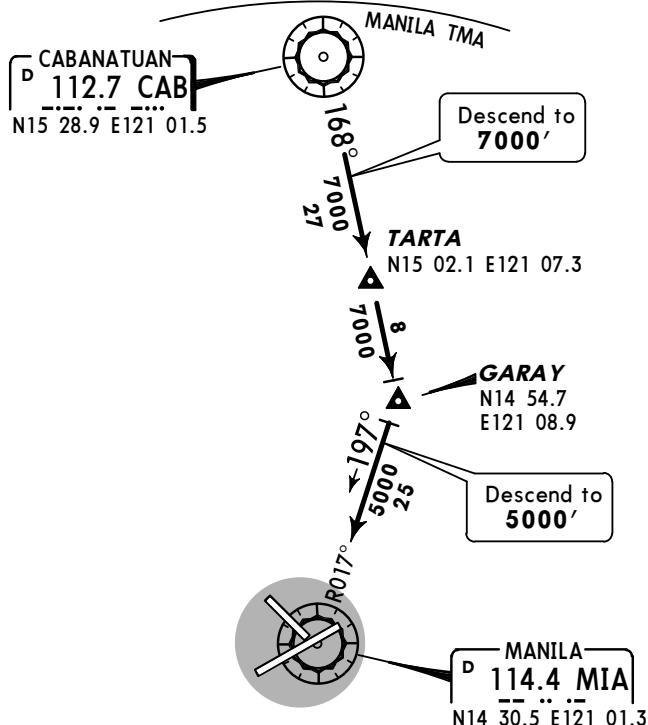 MANILA TMA
CABANATUAN
D 112.7 CAB
N15 28.9 E121 01.5
168°
Descend to
7000'
7000
27
TARTA
N15 02.1 E121 07.3
8
7000
GARAY
N14 54.7
E121 08.9
197°
5000
25
Descend to
5000'
R017°
MANILA
D 114.4 MIA
N14 30.5 E121 01.3